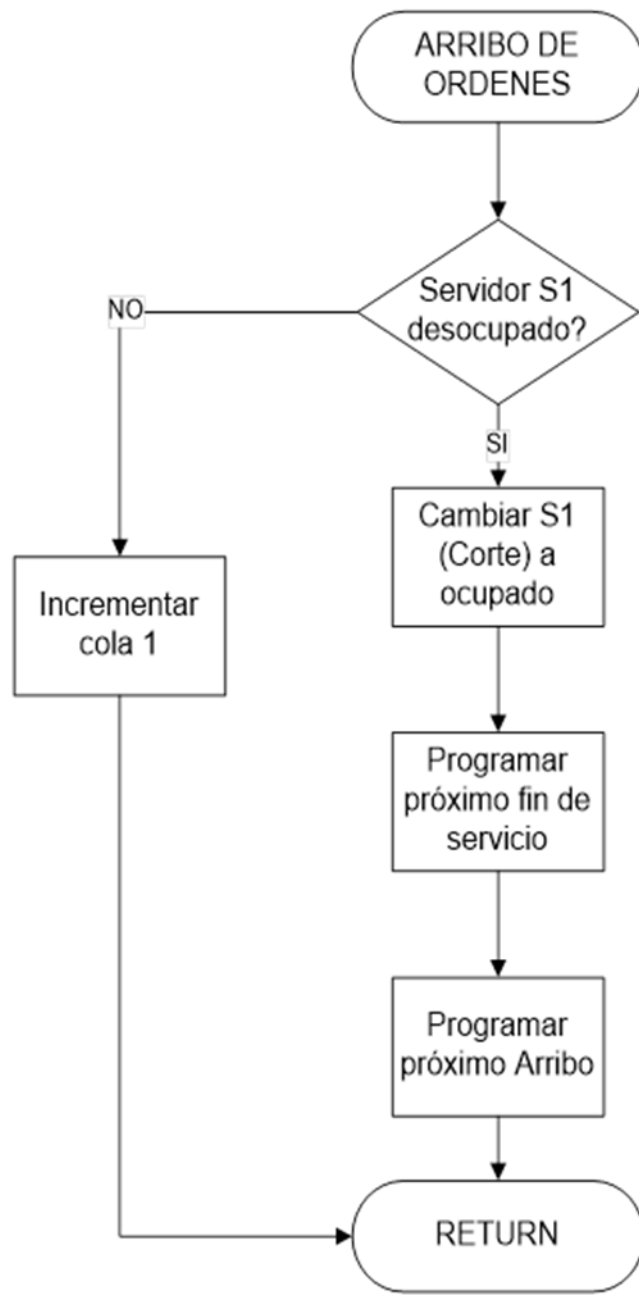 ARRIBO DE
ORDENES
Servidor S1
desocupado?
NO
SI
Cambiar S1
(Corte) a
ocupado
Incrementar
cola 1
Programar
próximo fin de
servicio
Programar
próximo Arribo
RETURN